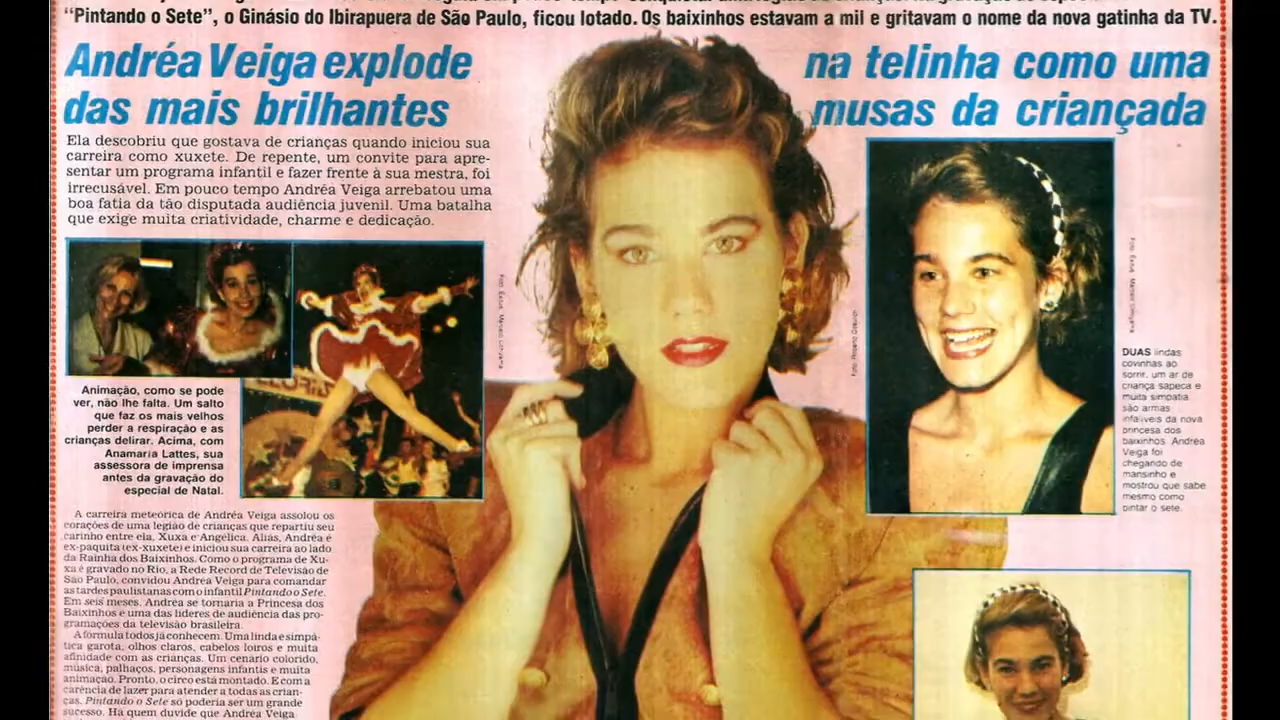 "Pintando o Sete", o Ginásio do Ibirapuera de São Paulo, ficou lotado. Os baixinhos estavam a mil e gritavam o nome da nova gatinha da TV.
Andréa Veiga explode na telinha como uma
das mais brilhantes musas da criançada
Ela descobriu que gostava de crianças quando iniciou sua
carreira como xuxete. De repente, um convite para apre-
sentar um programa infantil e fazer frente à sua mestra, foi
irrecusável. Em pouco tempo Andréa Veiga arrebatou uma
boa fatia da tão disputada audiência juvenil. Uma batalha
que exige muita criatividade, charme e dedicação.
Animação, como se pode
ver, não lhe falta. Um salto
que faz os mais velhos
perder a respiração e as
crianças delirar. Acima, com
Anamaria Lattes, sua
assessora de imprensa
antes da gravação do
especial de Natal.
A carreira meteórica de Andréa Veiga assolou os
corações de uma legião de crianças que repartiu seu
carinho entre ela, Xuxa e Angélica. Aliás, Andréa é
ex-paquita (ex-xuxete) e iniciou sua carreira ao lado
da Rainha dos Baixinhos. Como o programa de Xu-
xa é gravado no Rio, a Rede Record de Televisão de
São Paulo, convidou Andréa Veiga para comandar
as tardes paulistanas com o infantil Pintando o Sete.
Em seis meses, Andréa se tornaria a Princesa dos
Baixinhos e uma das líderes de audiência das pro-
gramações da televisão brasileira.
A fórmula todos já conhecem. Uma linda e simpá-
tica garota, olhos claros, cabelos loiros e muita
afinidade com as crianças. Um cenário colorido,
música, palhaços, personagens infantis e muita
animação. Pronto, o circo está montado. E com a
carência de lazer para atender a todas as crian-
ças, Pintando o Sete só poderia ser um grande
sucesso. Há quem duvide que Andréa Veiga
DUAS lindas
covinhas ao
sorrir, um ar de
criança sapeca e
muita simpatia
são armas
infalíveis da nova
princesa dos
baixinhos. Andréa
Veiga foi
chegando de
mansinho e
mostrou que sabe
mesmo como
pintar o sete.